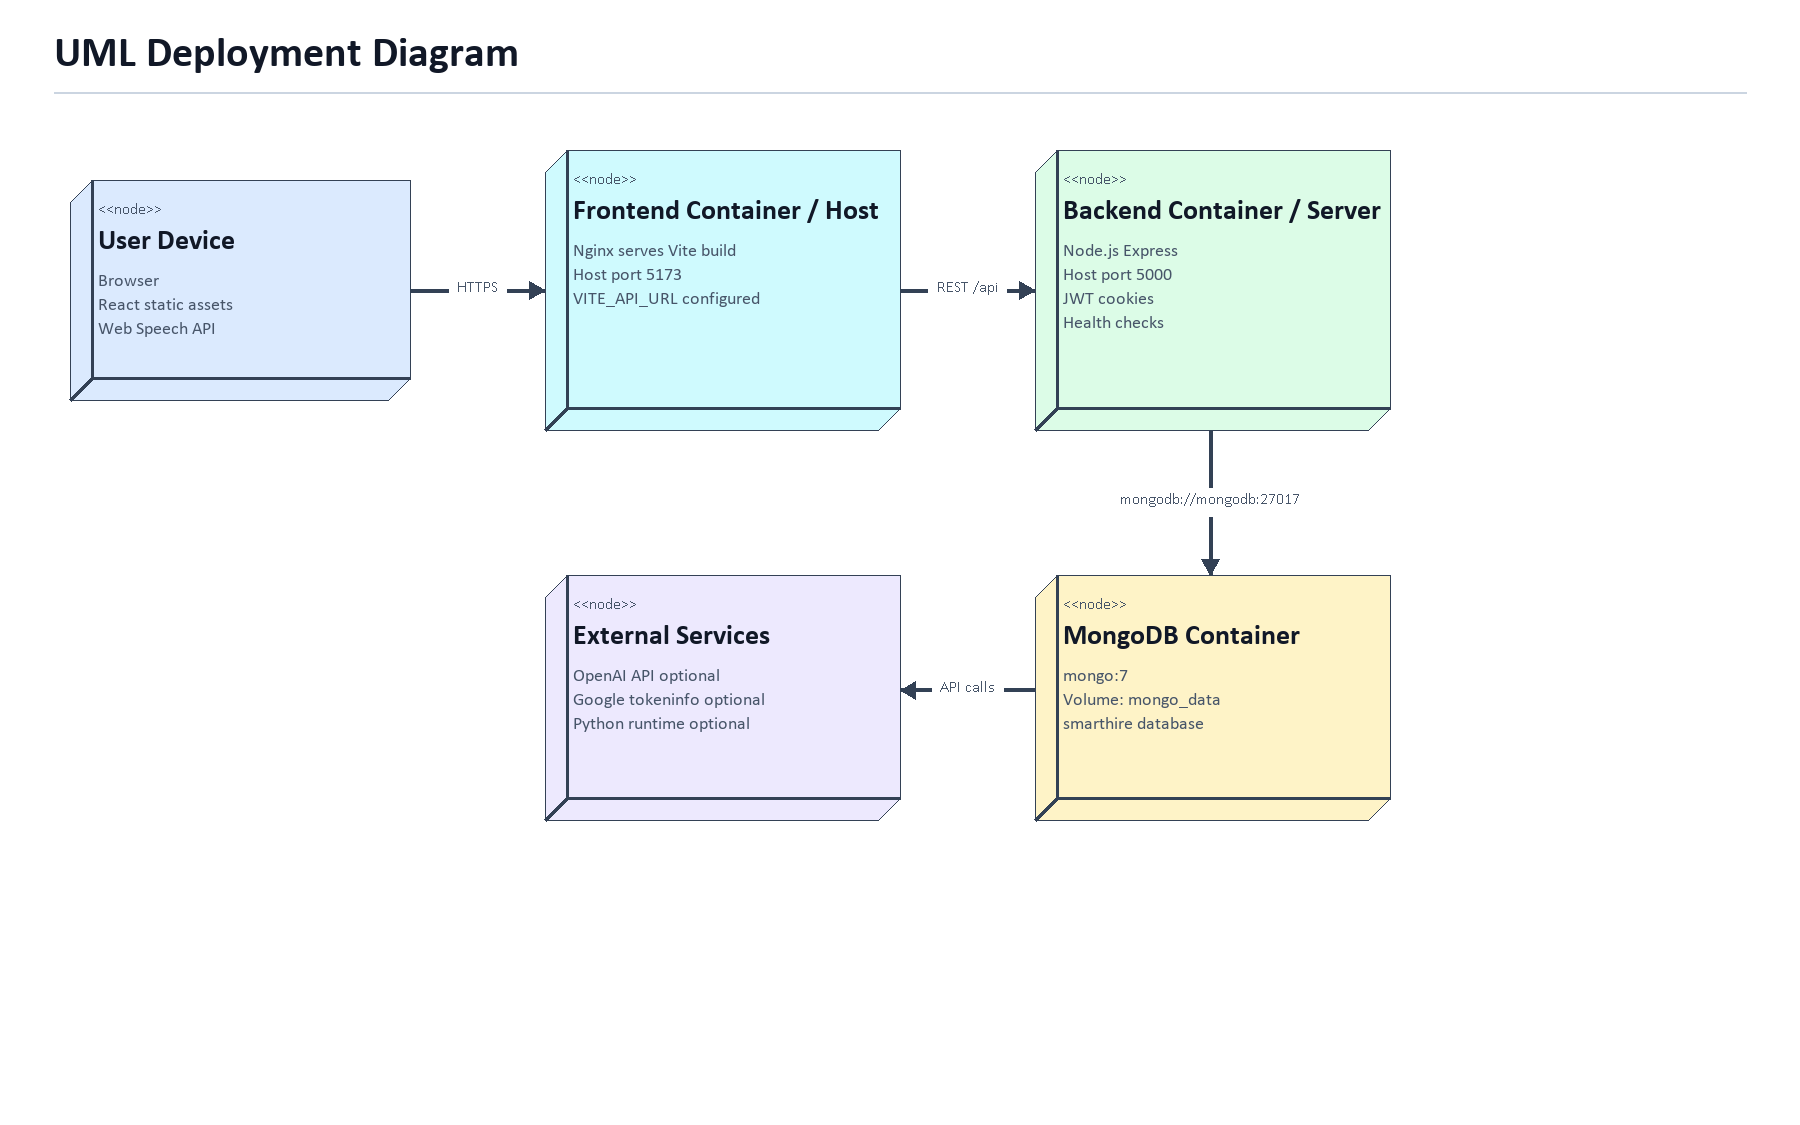 UML Deployment Diagram
<<node>>
User Device
Browser
React static assets
Web Speech API
HTTPS
<<node>>
Frontend Container / Host
Nginx serves Vite build
Host port 5173
VITE_API_URL configured
REST /api
<<node>>
Backend Container / Server
Node.js Express
Host port 5000
JWT cookies
Health checks
mongodb://mongodb:27017
<<node>>
External Services
OpenAI API optional
Google tokeninfo optional
Python runtime optional
API calls
<<node>>
MongoDB Container
mongo:7
Volume: mongo_data
smarthire database